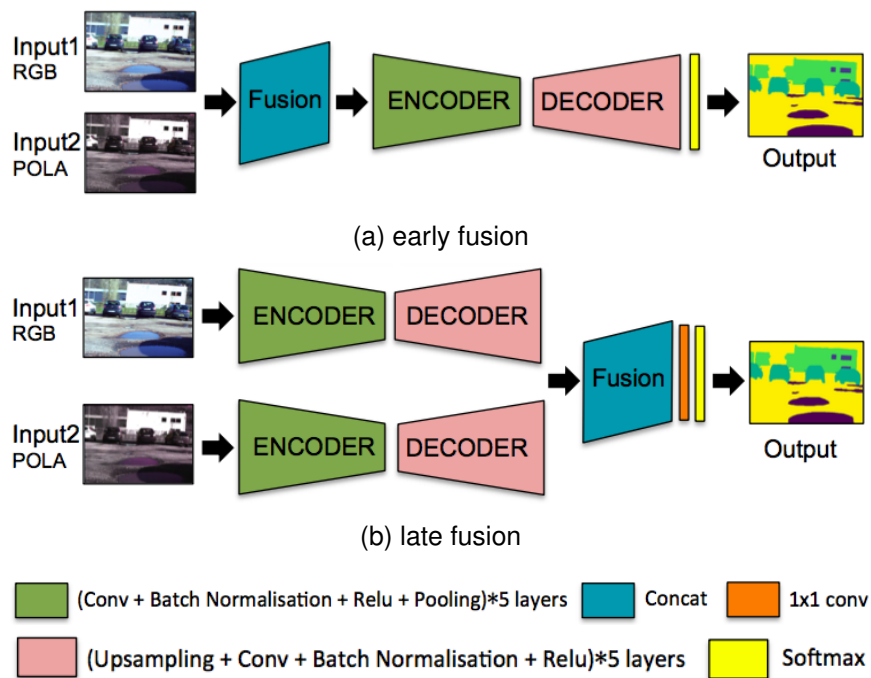 Input1
RGB
Input2
POLA
Fusion
ENCODER
DECODER
Output
(a) early fusion
Input1
RGB
ENCODER
DECODER
Input2
POLA
ENCODER
DECODER
Fusion
Output
(b) late fusion
(Conv + Batch Normalisation + Relu + Pooling)*5 layers
Concat
1x1 conv
(Upsampling + Conv + Batch Normalisation + Relu)*5 layers
Softmax